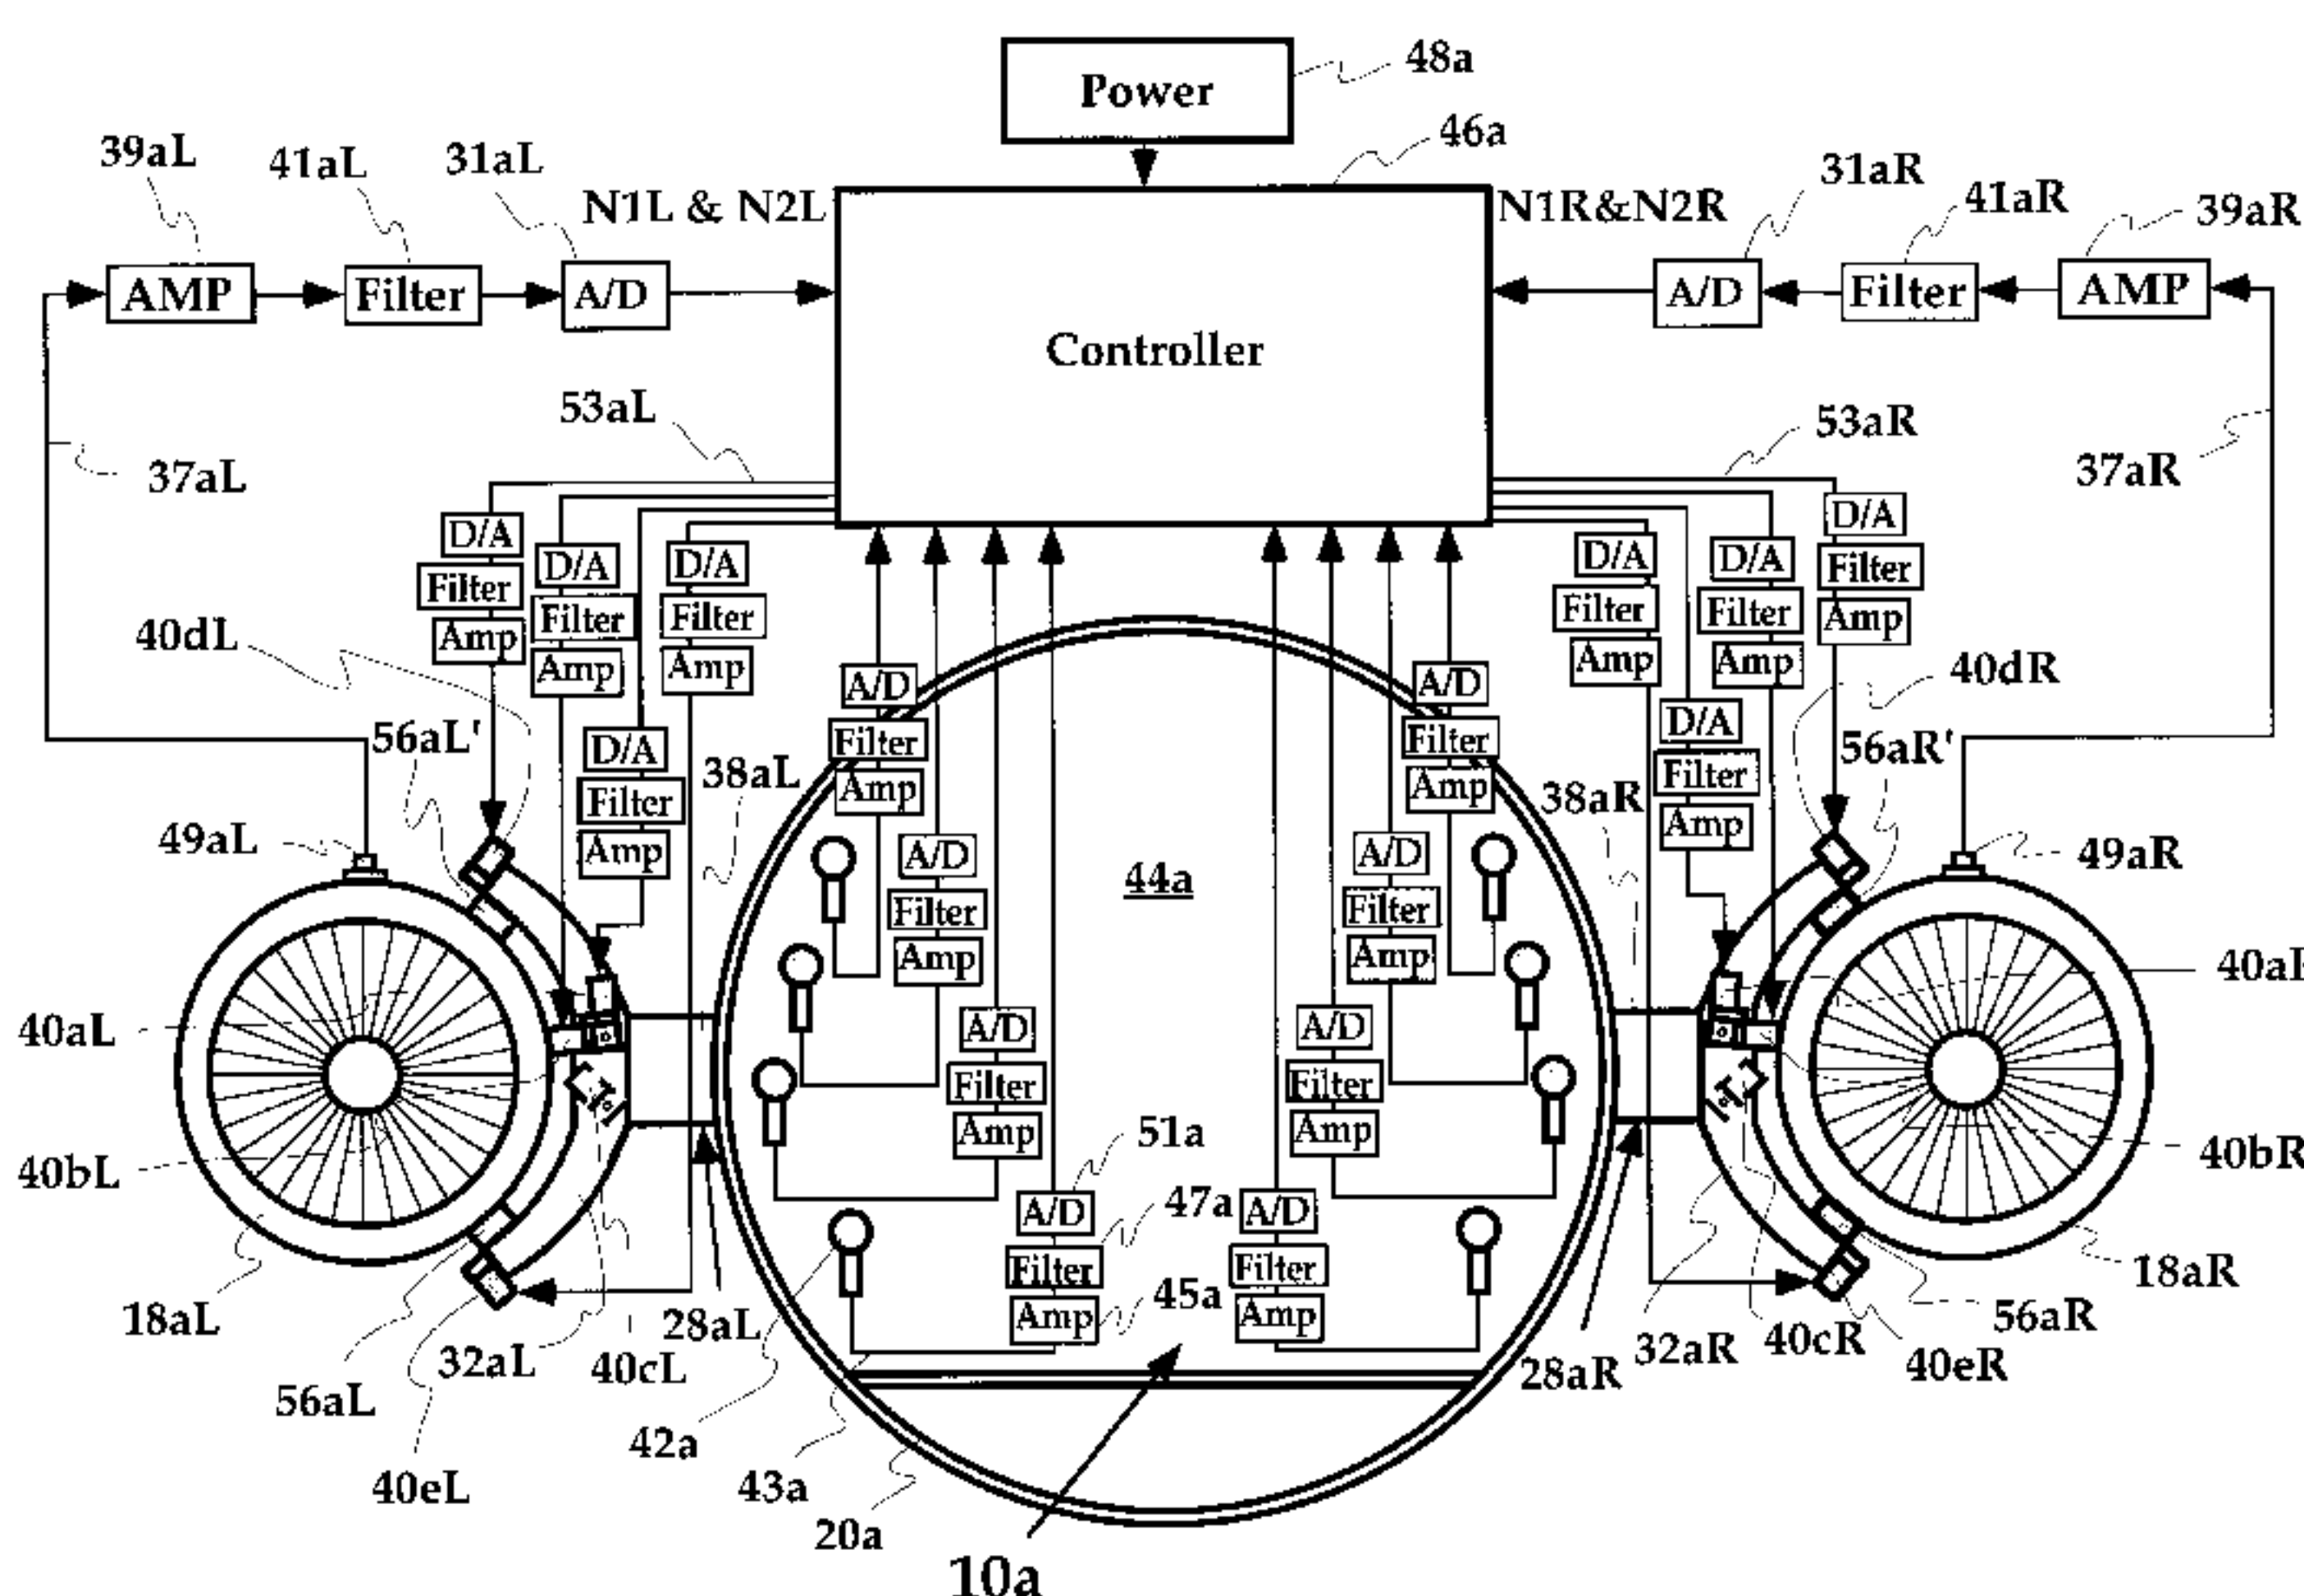 48a
Power
46a
39aL
41aL
31aL
N1L & N2L
N1R&N2R
31aR
41aR
39aR
AMP
Filter
A/D
Controller
A/D
Filter
AMP
53aL
53aR
37aL
37aR
D/A
Filter
Amp
D/A
Filter
Amp
D/A
Filter
Amp
D/A
Filter
Amp
D/A
Filter
Amp
D/A
Filter
Amp
D/A
Filter
Amp
D/A
Filter
Amp
40dL
40dR
56aL'
56aR'
38aL
38aR
49aL
49aR
A/D
Filter
Amp
A/D
Filter
Amp
A/D
Filter
Amp
A/D
Filter
Amp
44a
A/D
Filter
Amp
A/D
Filter
Amp
A/D
Filter
Amp
A/D
Filter
Amp
40aL
40bL
40bR
51a
47a
45a
18aL
18aR
28aL
32aL
40cL
56aL
40eL
42a
43a
20a
10a
28aR
32aR
40cR
40eR
56aR